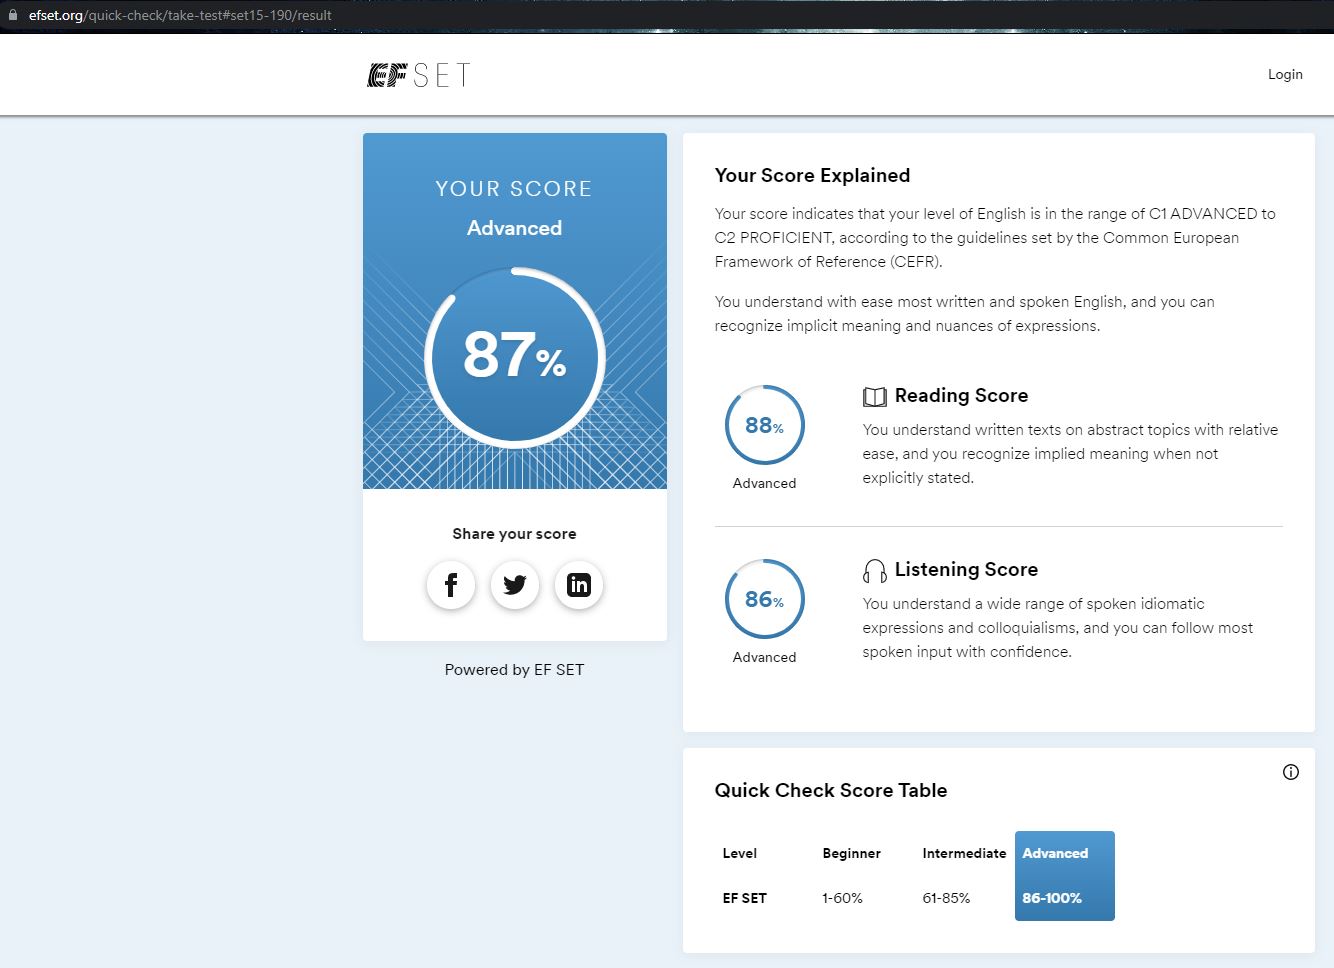 efset.org/quick-check/take-test#set15-190/result
EF SET
Login
YOUR SCORE
Advanced
87%
Share your score
Powered by EF SET
Your Score Explained
Your score indicates that your level of English is in the range of C1 ADVANCED to
C2 PROFICIENT, according to the guidelines set by the Common European
Framework of Reference (CEFR).
You understand with ease most written and spoken English, and you can
recognize implicit meaning and nuances of expressions.
88%
Advanced
Reading Score
You understand written texts on abstract topics with relative
ease, and you recognize implied meaning when not
explicitly stated.
86%
Advanced
Listening Score
You understand a wide range of spoken idiomatic
expressions and colloquialisms, and you can follow most
spoken input with confidence.
Quick Check Score Table
Level Beginner Intermediate Advanced
EF SET 1-60% 61-85% 86-100%